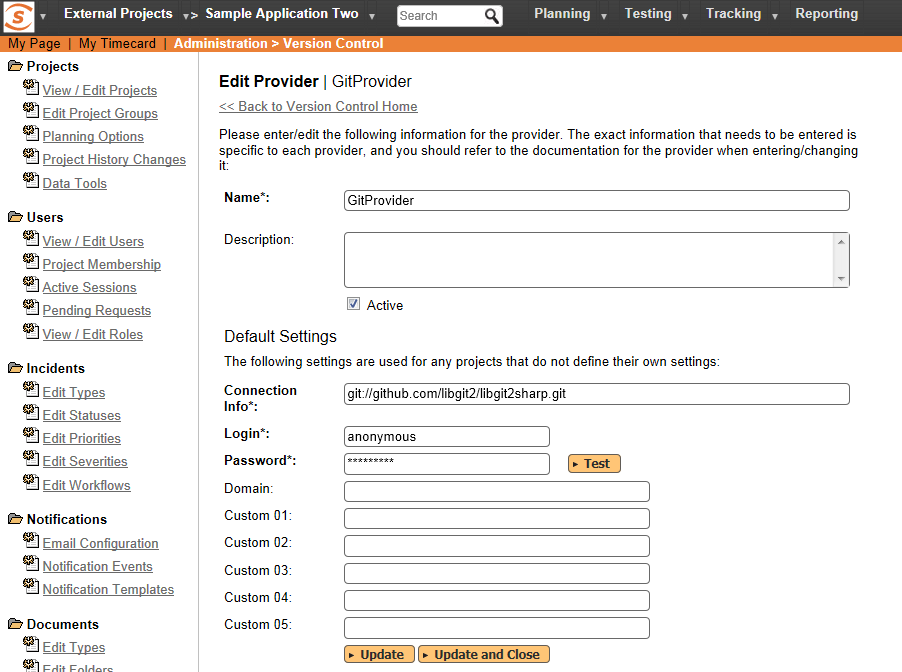 S External Projects > Sample Application Two Search Planning Testing Tracking Reporting
My Page | My Timecard | Administration > Version Control
Projects
View / Edit Projects
Edit Project Groups
Planning Options
Project History Changes
Data Tools
Users
View / Edit Users
Project Membership
Active Sessions
Pending Requests
View / Edit Roles
Incidents
Edit Types
Edit Statuses
Edit Priorities
Edit Severities
Edit Workflows
Notifications
Email Configuration
Notification Events
Notification Templates
Documents
Edit Types
Edit Folders
Edit Provider | GitProvider
<< Back to Version Control Home
Please enter/edit the following information for the provider. The exact information that needs to be entered is
specific to each provider, and you should refer to the documentation for the provider when entering/changing
it:
Name*: GitProvider
Description:
Active
Default Settings
The following settings are used for any projects that do not define their own settings:
Connection
Info*: git://github.com/libgit2/libgit2sharp.git
Login*: anonymous
Password*: ********* Test
Domain:
Custom 01:
Custom 02:
Custom 03:
Custom 04:
Custom 05:
Update Update and Close